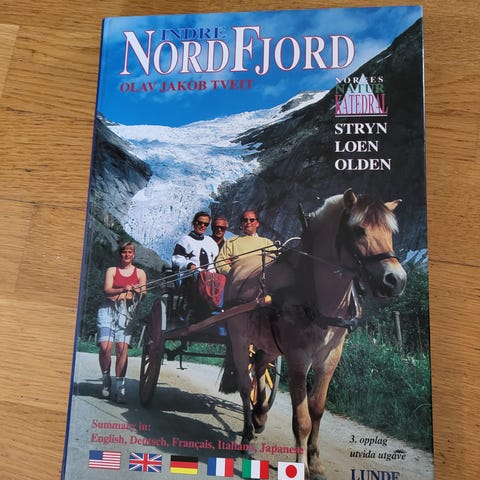 INDRE
NORDFJORD
OLAV JAKOB TVEIT
NORGES
NATUR
KATEDRAL
STRYN
LOEN
OLDEN
Summary in:
English, Deutsch, Français, Italiano, Japanese
3. opplag
utvida utgåve
LUNDE